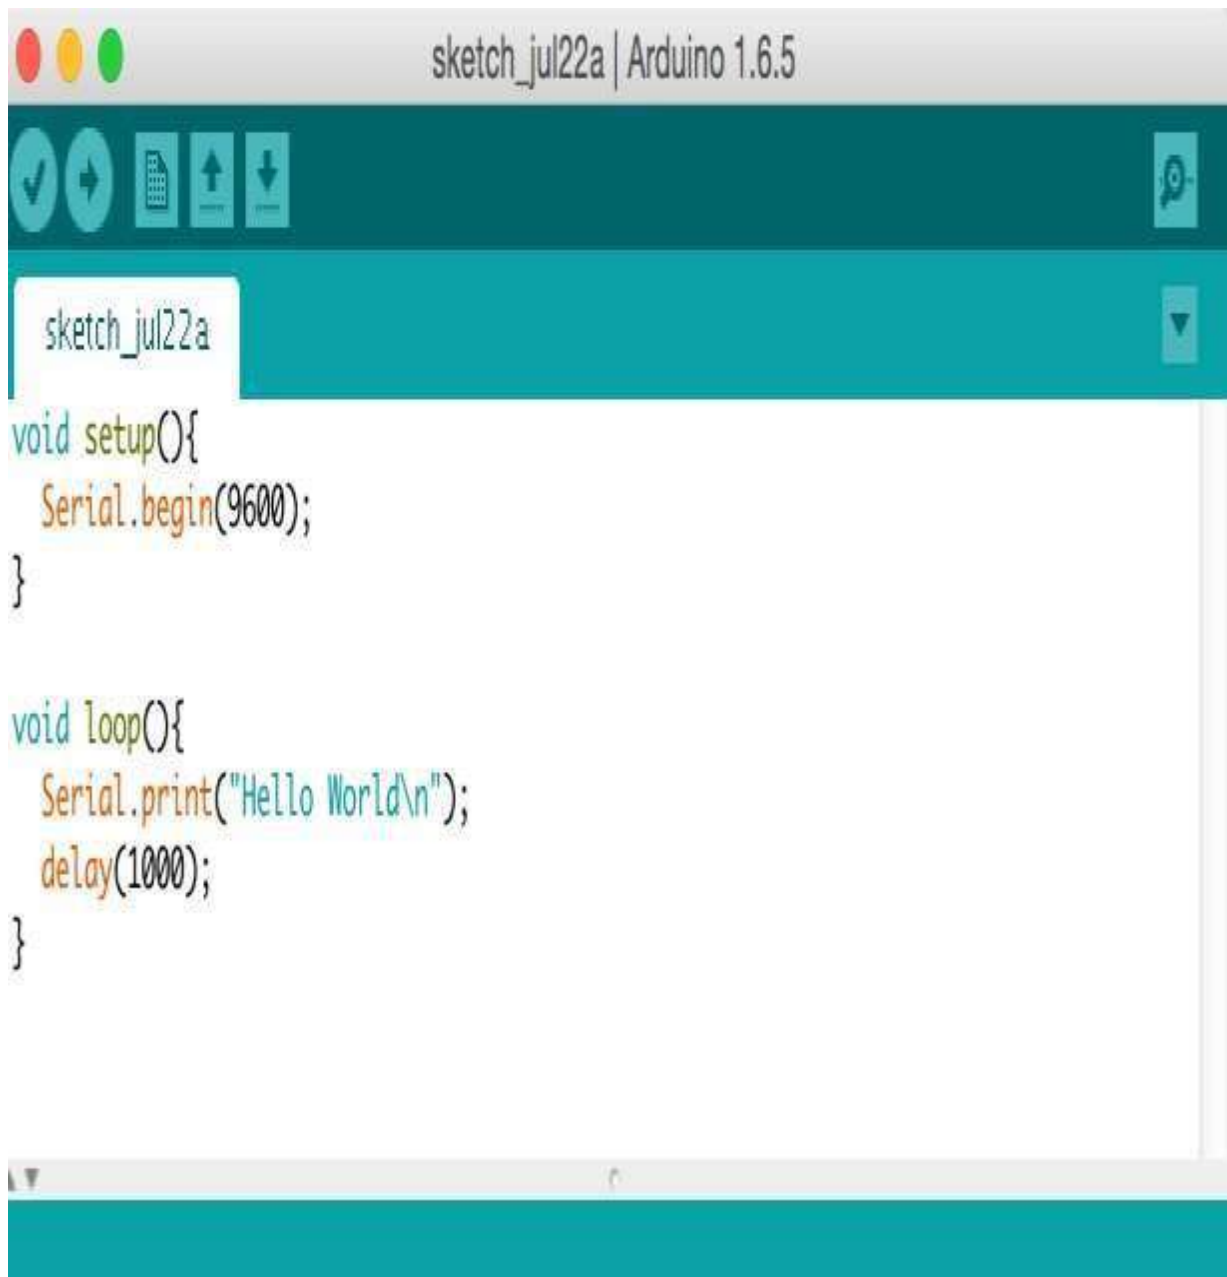 sketch_jul22a | Arduino 1.6.5
sketch_jul22a
void setup(){
  Serial.begin(9600);
}

void loop(){
  Serial.print("Hello World\n");
  delay(1000);
}